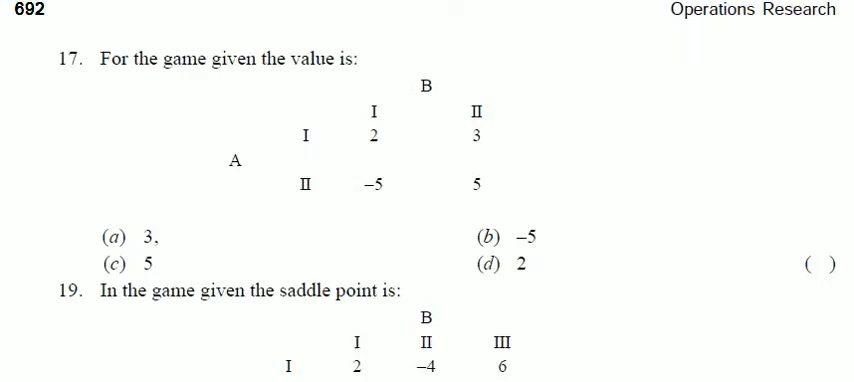 692 Operations Research
17. For the game given the value is:
B
I II
I 2 3
A
II –5 5
(a) 3, (b) –5
(c) 5 (d) 2 ( )
19. In the game given the saddle point is:
B
I II III
I 2 –4 6